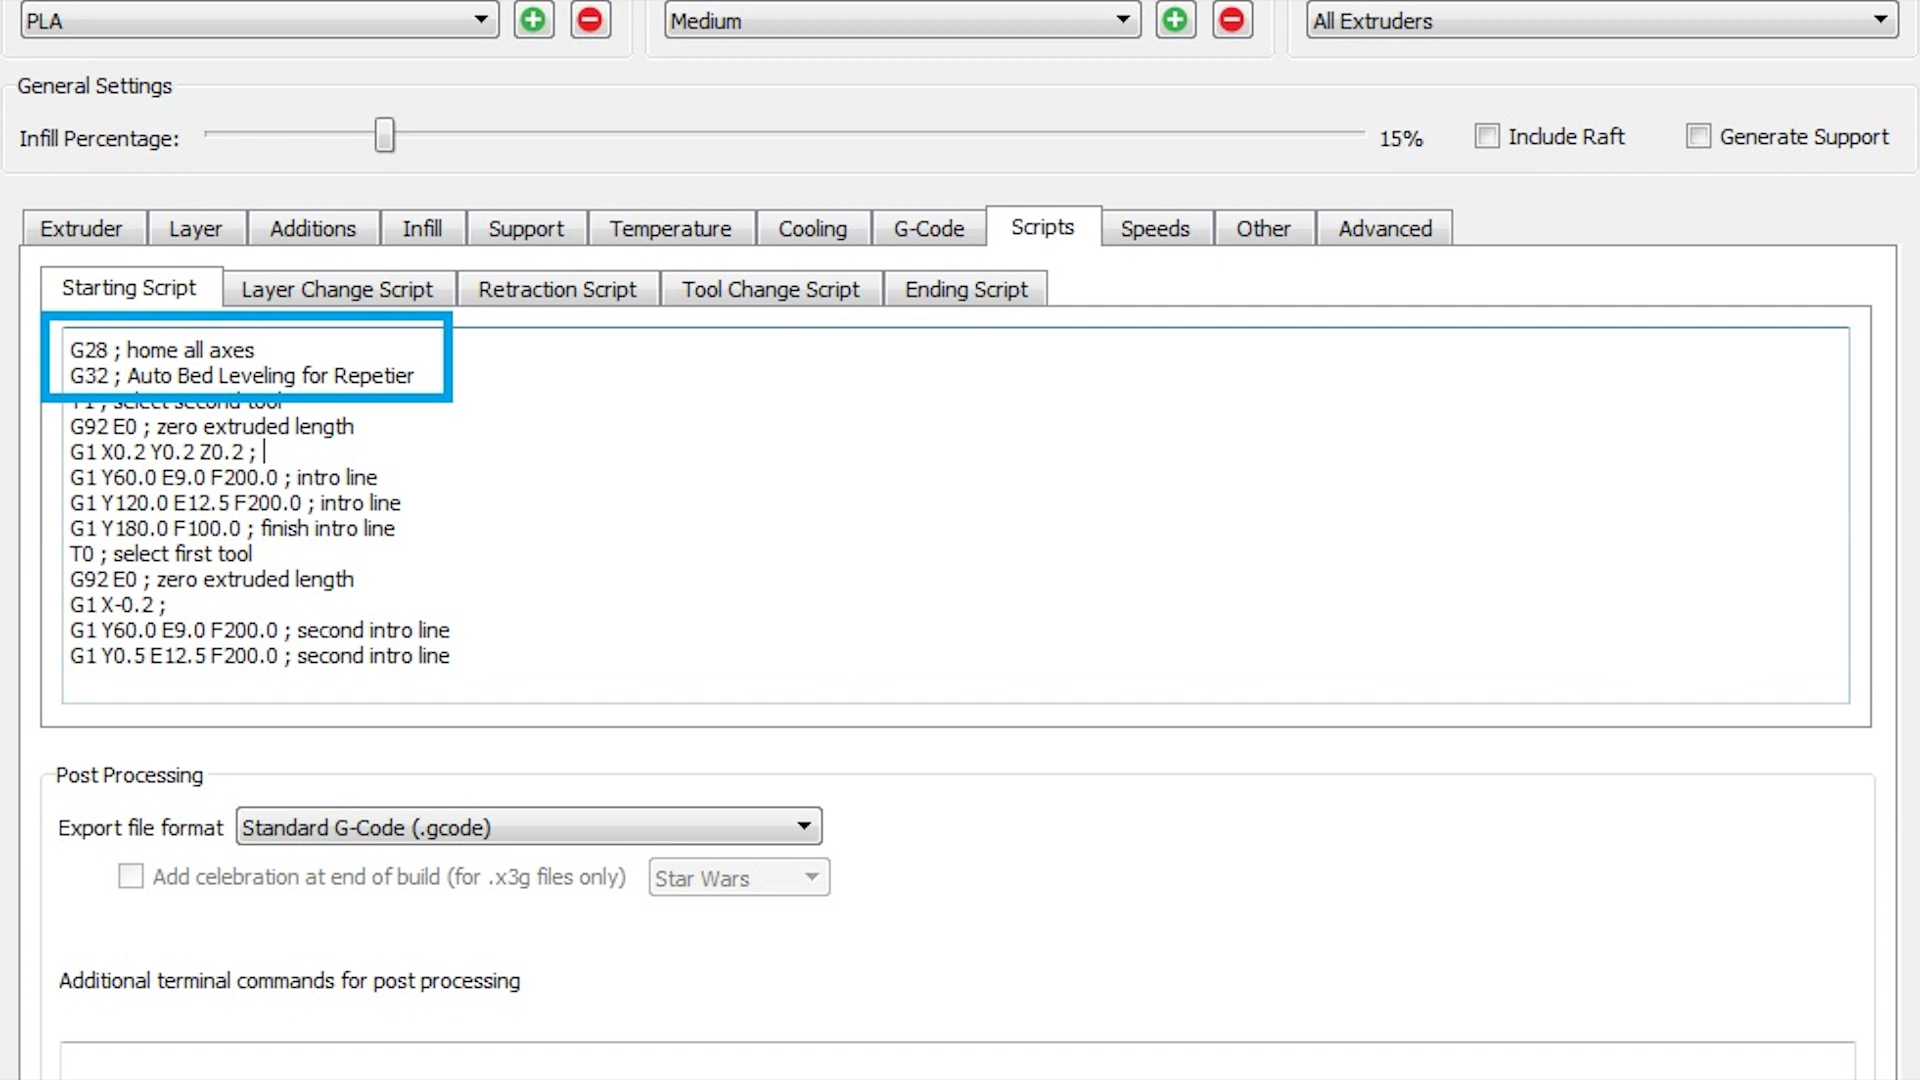 PLA Medium All Extruders
General Settings
Infill Percentage: 15% Include Raft Generate Support
Extruder Layer Additions Infill Support Temperature Cooling G-Code Scripts Speeds Other Advanced
Starting Script Layer Change Script Retraction Script Tool Change Script Ending Script
G28 ; home all axes
G32 ; Auto Bed Leveling for Repetier
T1 ; select second tool
G92 E0 ; zero extruded length
G1 X0.2 Y0.2 Z0.2 ;
G1 Y60.0 E9.0 F200.0 ; intro line
G1 Y120.0 E12.5 F200.0 ; intro line
G1 Y180.0 F100.0 ; finish intro line
T0 ; select first tool
G92 E0 ; zero extruded length
G1 X-0.2 ;
G1 Y60.0 E9.0 F200.0 ; second intro line
G1 Y0.5 E12.5 F200.0 ; second intro line
Post Processing
Export file format Standard G-Code (.gcode)
Add celebration at end of build (for .x3g files only) Star Wars
Additional terminal commands for post processing